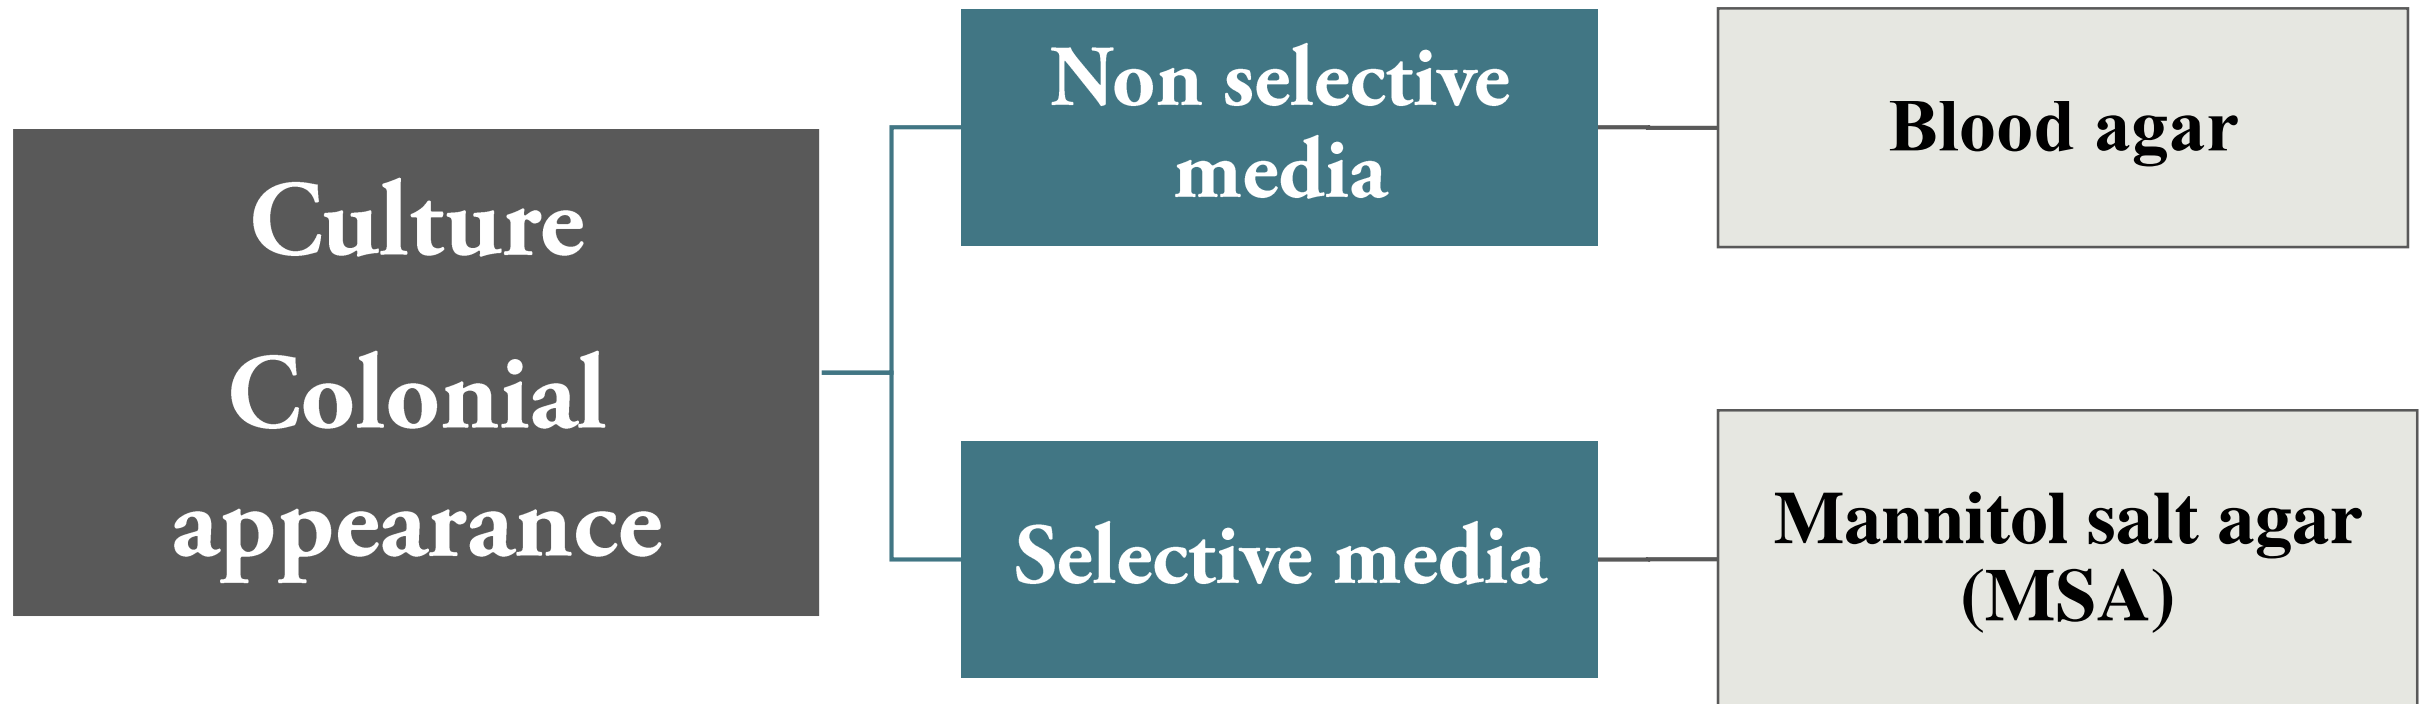 Culture
Colonial
appearance
Non selective
media
Blood agar
Selective media
Mannitol salt agar
(MSA)